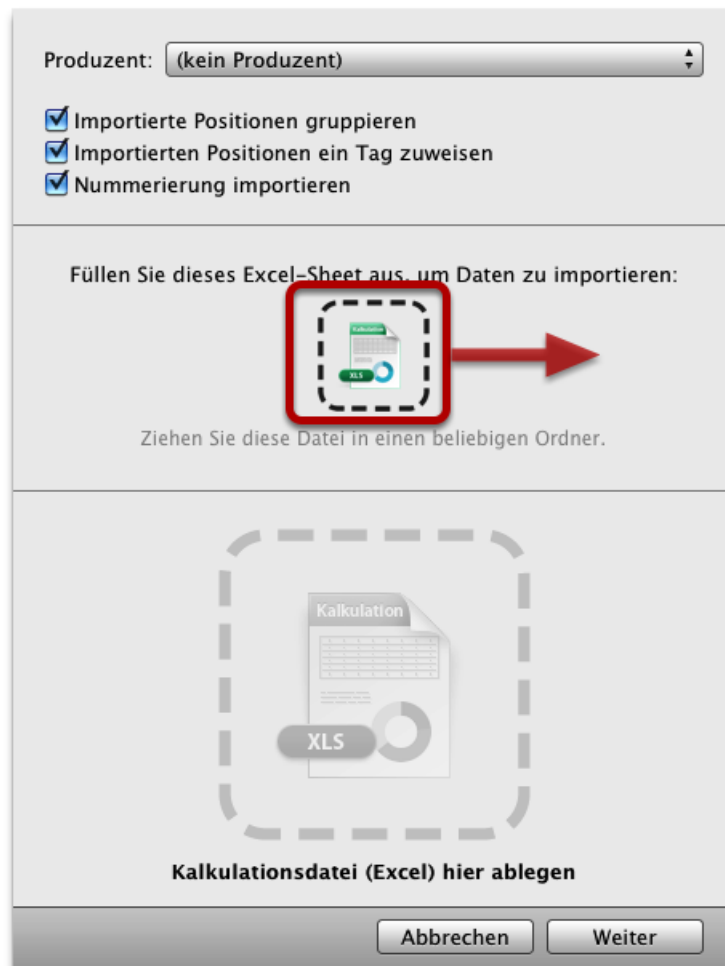 Produzent: (kein Produzent)
Importierte Positionen gruppieren
Importierten Positionen ein Tag zuweisen
Nummerierung importieren
Füllen Sie dieses Excel-Sheet aus, um Daten zu importieren:
Kalkulation
XLS
Ziehen Sie diese Datei in einen beliebigen Ordner.
Kalkulation
XLS
Kalkulationsdatei (Excel) hier ablegen
Abbrechen Weiter